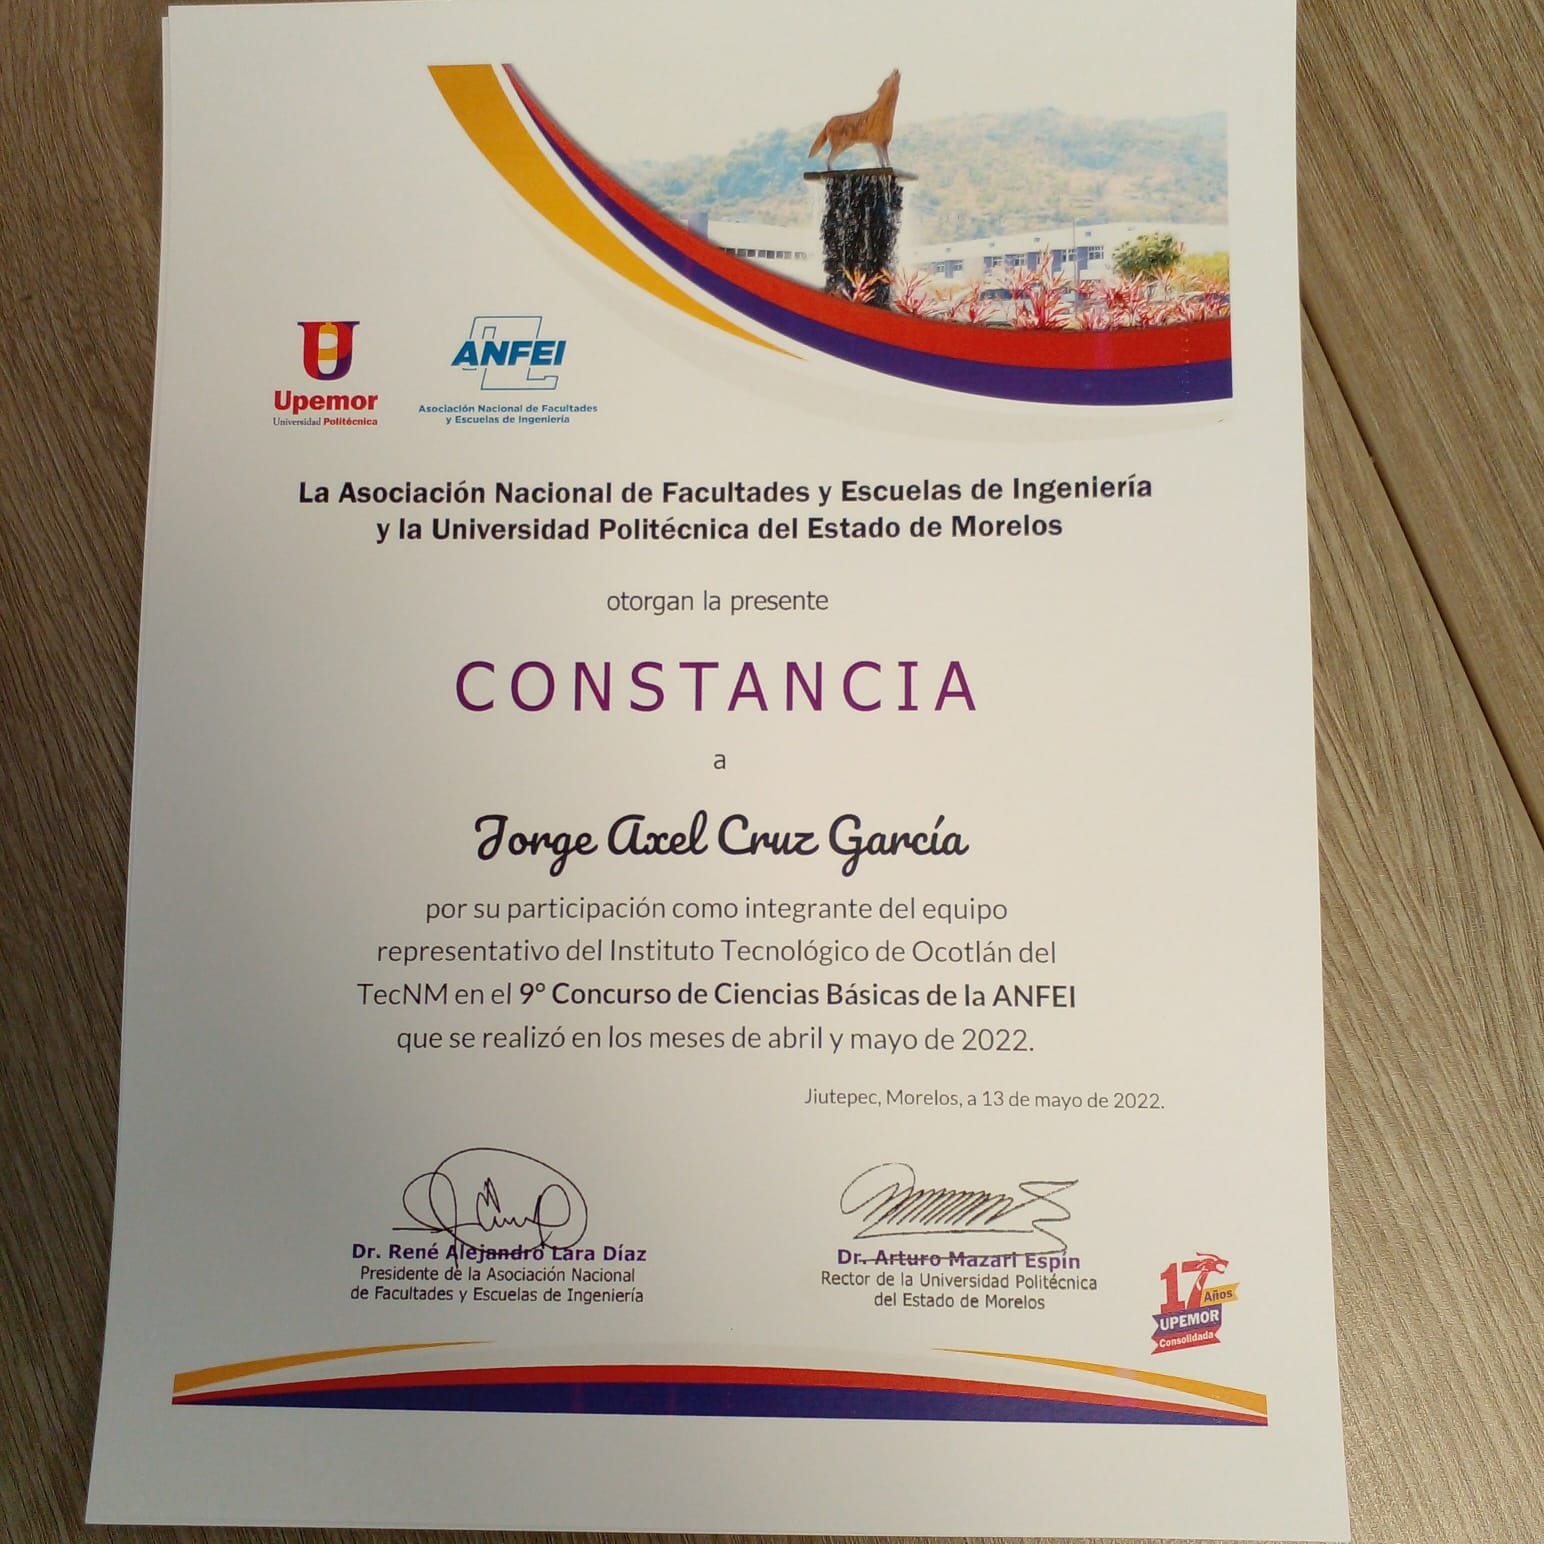 Upemor
Universidad Politécnica
ANFEI
Asociación Nacional de Facultades
y Escuelas de Ingeniería
La Asociación Nacional de Facultades y Escuelas de Ingeniería
y la Universidad Politécnica del Estado de Morelos
otorgan la presente
CONSTANCIA
a
Jorge Axel Cruz García
por su participación como integrante del equipo
representativo del Instituto Tecnológico de Ocotlán del
TecNM en el 9° Concurso de Ciencias Básicas de la ANFEI
que se realizó en los meses de abril y mayo de 2022.
Jiutepec, Morelos, a 13 de mayo de 2022.
Dr. René Alejandro Lara Díaz
Presidente de la Asociación Nacional
de Facultades y Escuelas de Ingeniería
Dr. Arturo Mazari Espín
Rector de la Universidad Politécnica
del Estado de Morelos
17 Años
UPEMOR
Consolidada